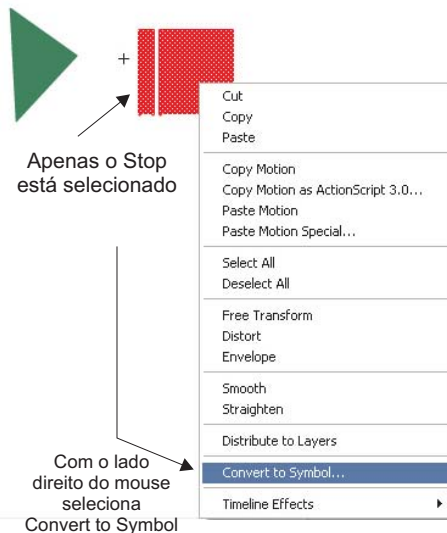 +
Apenas o Stop
está selecionado
Cut
Copy
Paste
Copy Motion
Copy Motion as ActionScript 3.0...
Paste Motion
Paste Motion Special...
Select All
Deselect All
Free Transform
Distort
Envelope
Smooth
Straighten
Distribute to Layers
Convert to Symbol...
Timeline Effects
Com o lado
direito do mouse
seleciona
Convert to Symbol